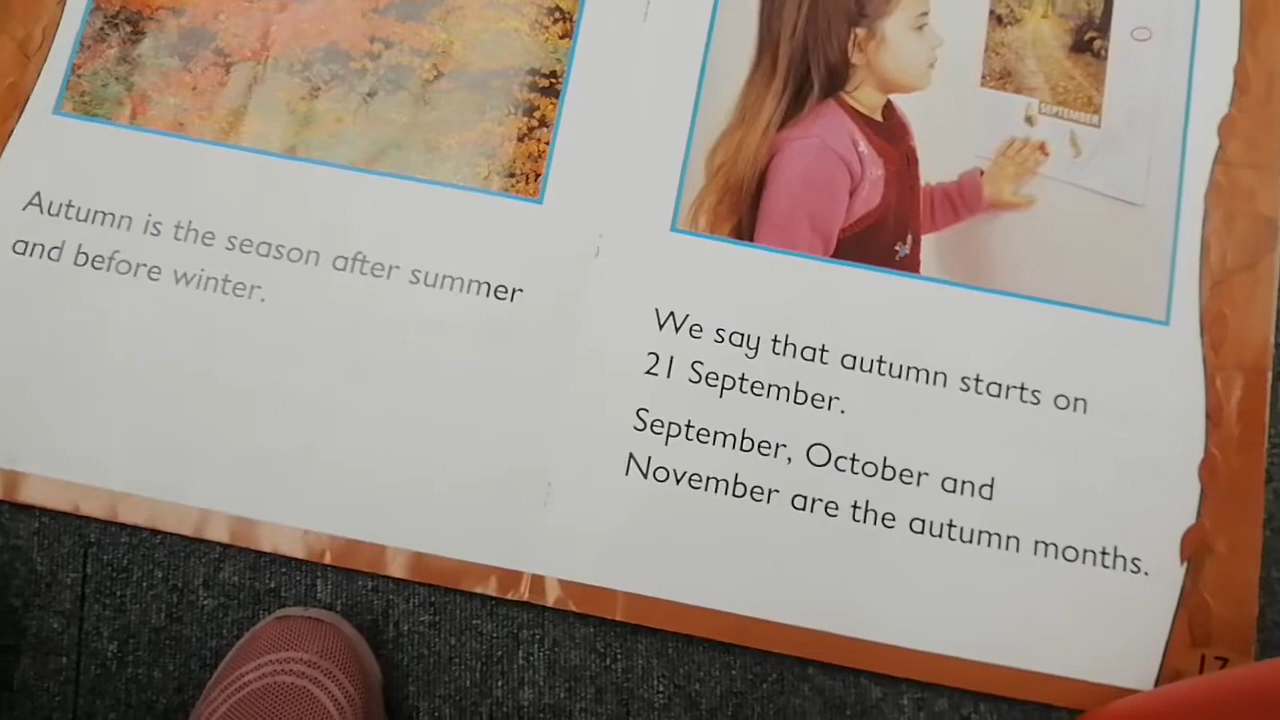 Autumn is the season after summer
and before winter.
SEPTEMBER
We say that autumn starts on
21 September.
September, October and
November are the autumn months.
17